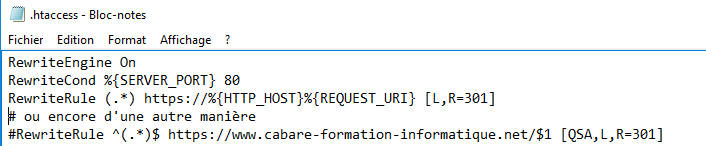 .htaccess - Bloc-notes
Fichier Edition Format Affichage ?
RewriteEngine On
RewriteCond %{SERVER_PORT} 80
RewriteRule (.*) https://%{HTTP_HOST}%{REQUEST_URI} [L,R=301]
# ou encore d'une autre manière
#RewriteRule ^(.*)$ https://www.cabare-formation-informatique.net/$1 [QSA,L,R=301]